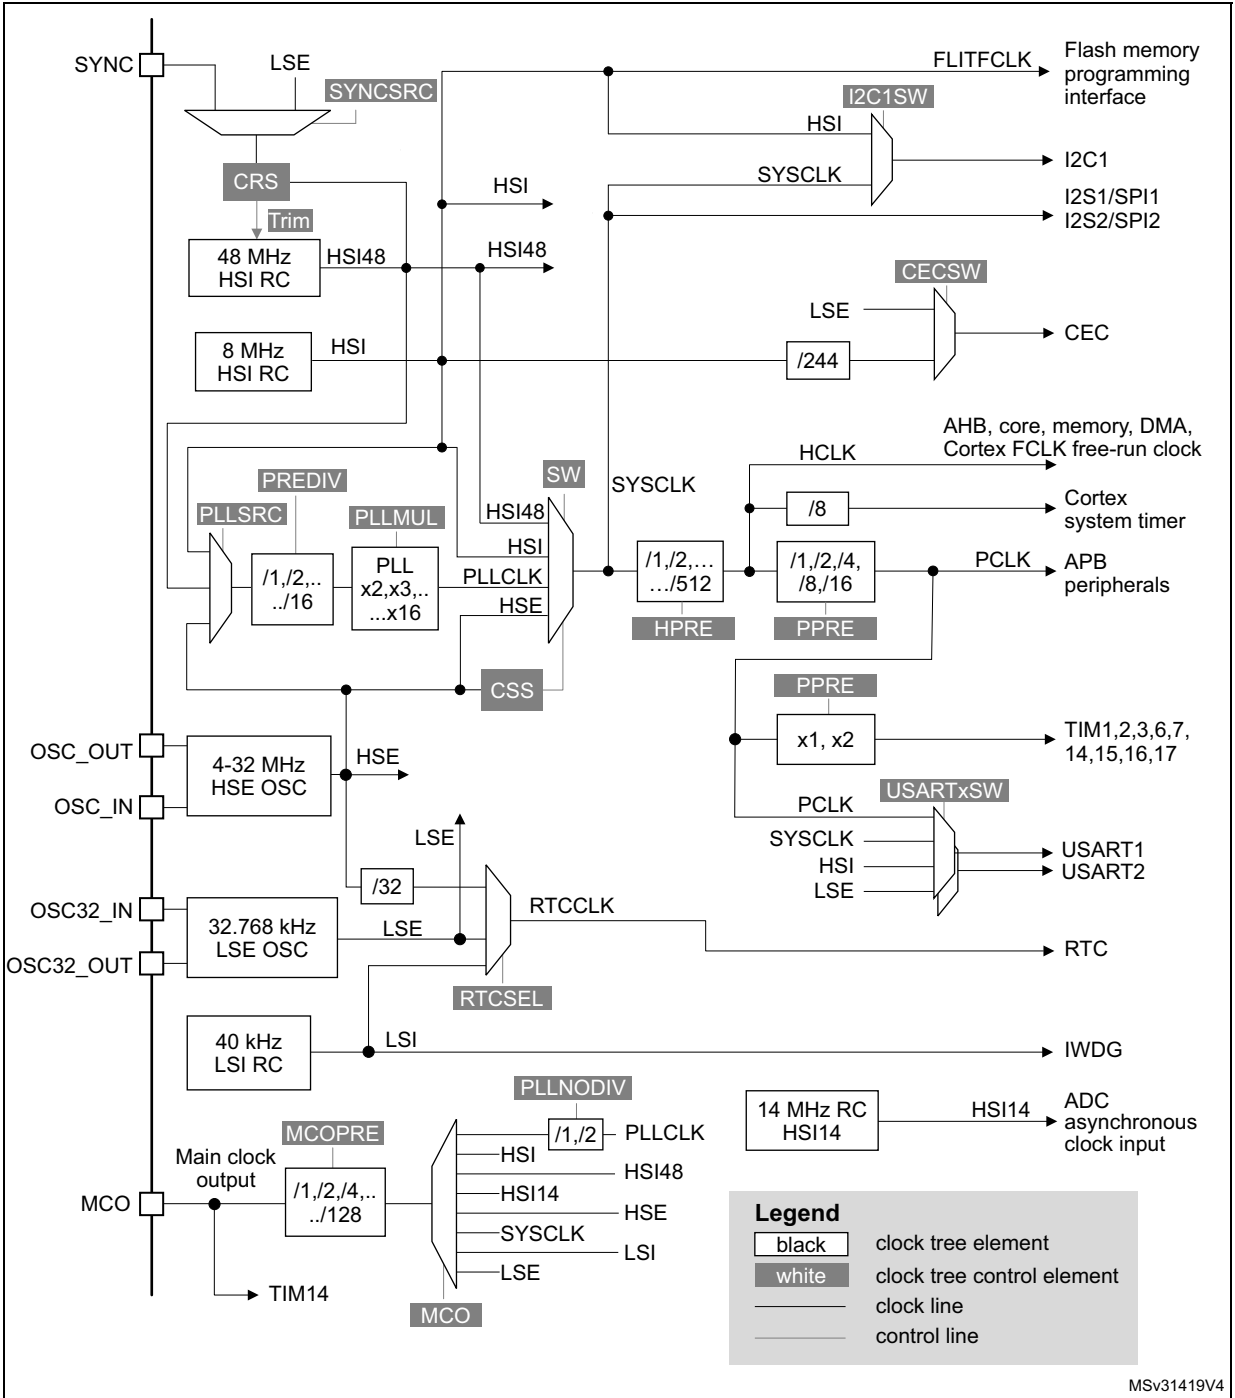 SYNC
LSE
SYNCSRC
CRS
Trim
48 MHz
HSI RC
HSI48
HSI
HSI48
8 MHz
HSI RC
HSI
FLITFCLK
Flash memory
programming
interface
I2C1SW
HSI
SYSCLK
I2C1
I2S1/SPI1
I2S2/SPI2
CECSW
LSE
/244
CEC
AHB, core, memory, DMA,
Cortex FCLK free-run clock
HCLK
/8
Cortex
system timer
PLLSRC
PREDIV
/1,/2,..
../16
PLLMUL
PLL
x2,x3,..
...x16
SW
HSI48
HSI
PLLCLK
HSE
CSS
SYSCLK
/1,/2,…
…/512
HPRE
/1,/2,/4,
/8,/16
PPRE
PCLK
APB
peripherals
PPRE
x1, x2
TIM1,2,3,6,7,
14,15,16,17
OSC_OUT
OSC_IN
4-32 MHz
HSE OSC
HSE
USARTxSW
PCLK
SYSCLK
HSI
LSE
USART1
USART2
LSE
/32
OSC32_IN
OSC32_OUT
32.768 kHz
LSE OSC
LSE
RTCCLK
RTCSEL
RTC
40 kHz
LSI RC
LSI
IWDG
14 MHz RC
HSI14
HSI14
ADC
asynchronous
clock input
PLLNODIV
/1,/2
PLLCLK
HSI
HSI48
HSI14
HSE
SYSCLK
LSI
LSE
MCO
MCOPRE
/1,/2,/4,..
../128
Main clock
output
MCO
TIM14
Legend
black
clock tree element
white
clock tree control element
clock line
control line
MSv31419V4